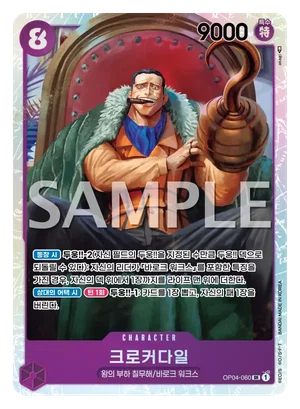 8
9000
특수
特
SAMPLE
등장 시 두웅!!-2(자신 필드의 두웅!!을 지정된 수만큼 두웅!! 덱으로
되돌릴 수 있다): 자신의 리더가 「바로크 워크스」를 포함한 특징을
가진 경우, 자신의 덱 위에서 1장까지를 라이프 맨 위에 더한다.
상대의 어택 시 턴 1회 두웅!!-1: 카드를 1장 뽑고, 자신의 패 1장을
버린다.
CHARACTER
크로커다일
왕의 부하 칠무해/바로크 워크스
OP04-060 SR
1